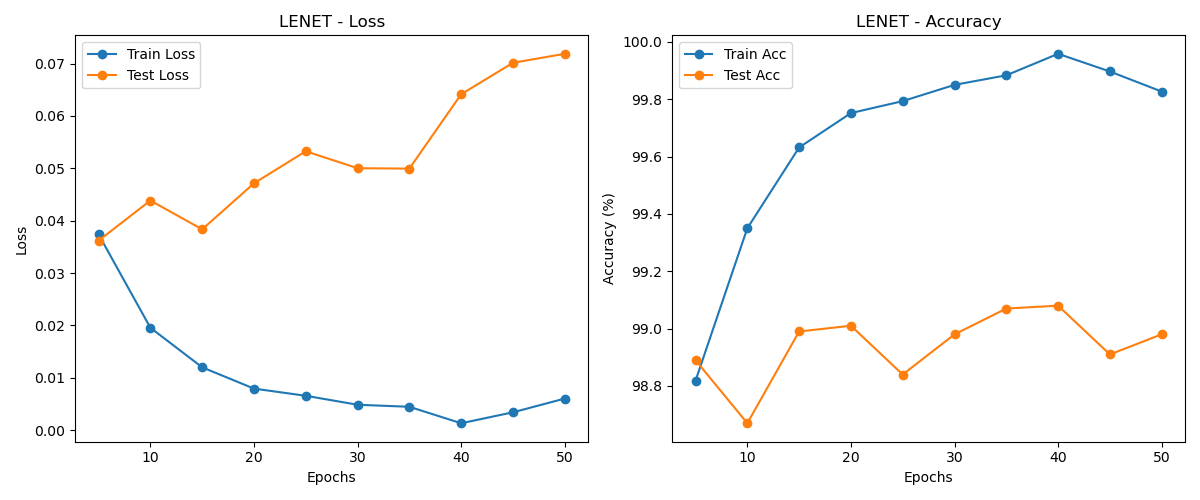 LENET - Loss
Train Loss
Test Loss
0.07
0.06
0.05
0.04
0.03
0.02
0.01
0.00
Loss
10
20
30
40
50
Epochs
LENET - Accuracy
Train Acc
Test Acc
100.0
99.8
99.6
99.4
99.2
99.0
98.8
Accuracy (%)
10
20
30
40
50
Epochs